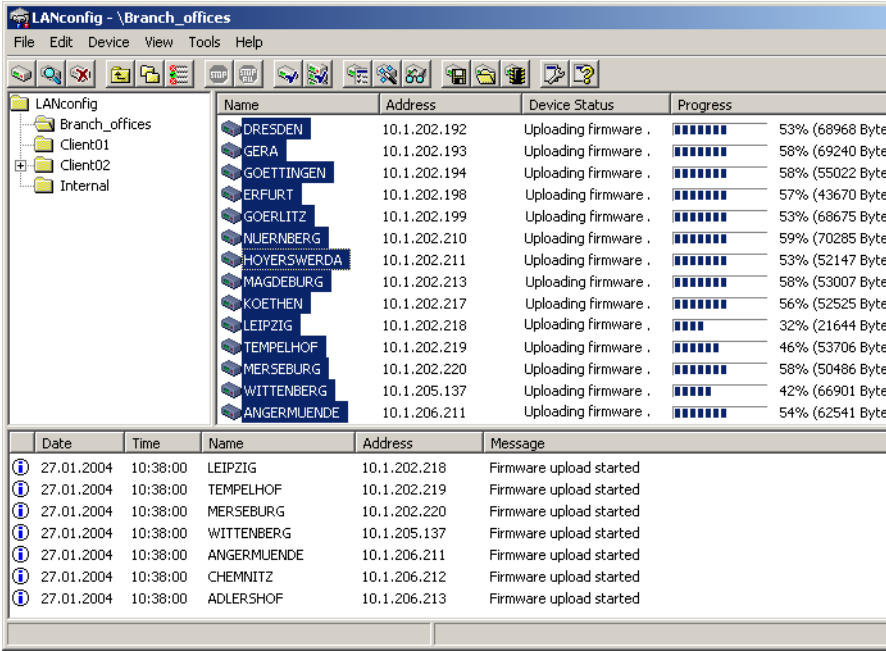 LANconfig - \Branch_offices
File Edit Device View Tools Help
STOP STOP ALL
LANconfig
Branch_offices
Client01
Client02
Internal
Name Address Device Status Progress
DRESDEN 10.1.202.192 Uploading firmware . 53% (68968 Byte
GERA 10.1.202.193 Uploading firmware . 58% (69240 Byte
GOETTINGEN 10.1.202.194 Uploading firmware . 58% (55022 Byte
ERFURT 10.1.202.198 Uploading firmware . 57% (43670 Byte
GOERLITZ 10.1.202.199 Uploading firmware . 53% (68675 Byte
NUERNBERG 10.1.202.210 Uploading firmware . 59% (70285 Byte
HOYERSWERDA 10.1.202.211 Uploading firmware . 53% (52147 Byte
MAGDEBURG 10.1.202.213 Uploading firmware . 58% (53007 Byte
KOETHEN 10.1.202.217 Uploading firmware . 56% (52525 Byte
LEIPZIG 10.1.202.218 Uploading firmware . 32% (21644 Byte
TEMPELHOF 10.1.202.219 Uploading firmware . 46% (53706 Byte
MERSEBURG 10.1.202.220 Uploading firmware . 58% (50486 Byte
WITTENBERG 10.1.205.137 Uploading firmware . 42% (66901 Byte
ANGERMUENDE 10.1.206.211 Uploading firmware . 54% (62541 Byte
Date Time Name Address Message
27.01.2004 10:38:00 LEIPZIG 10.1.202.218 Firmware upload started
27.01.2004 10:38:00 TEMPELHOF 10.1.202.219 Firmware upload started
27.01.2004 10:38:00 MERSEBURG 10.1.202.220 Firmware upload started
27.01.2004 10:38:00 WITTENBERG 10.1.205.137 Firmware upload started
27.01.2004 10:38:00 ANGERMUENDE 10.1.206.211 Firmware upload started
27.01.2004 10:38:00 CHEMNITZ 10.1.206.212 Firmware upload started
27.01.2004 10:38:00 ADLERSHOF 10.1.206.213 Firmware upload started